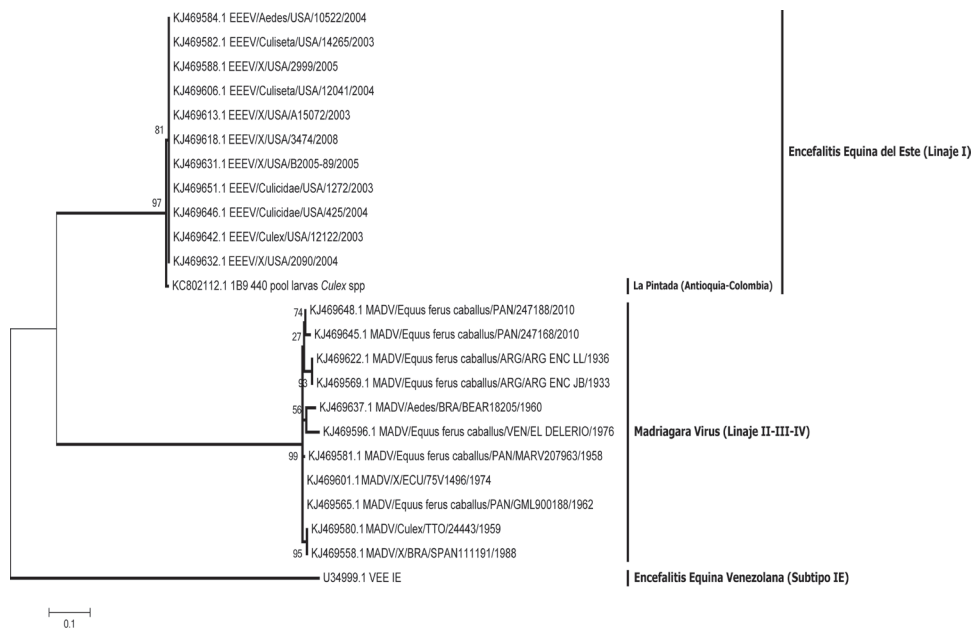 KJ469584.1 EEEV/Aedes/USA/10522/2004
KJ469582.1 EEEV/Culiseta/USA/14265/2003
KJ469588.1 EEEV/X/USA/2999/2005
KJ469606.1 EEEV/Culiseta/USA/12041/2004
KJ469613.1 EEEV/X/USA/A15072/2003
81
KJ469618.1 EEEV/X/USA/3474/2008
Encefalitis Equina del Este (Linaje I)
KJ469631.1 EEEV/X/USA/B2005-89/2005
KJ469651.1 EEEV/Culicidae/USA/1272/2003
97
KJ469646.1 EEEV/Culicidae/USA/425/2004
KJ469642.1 EEEV/Culex/USA/12122/2003
KJ469632.1 EEEV/X/USA/2090/2004
KC802112.1 1B9 440 pool larvas Culex spp
La Pintada (Antioquia-Colombia)
74
KJ469648.1 MADV/Equus ferus caballus/PAN/247188/2010
27
KJ469645.1 MADV/Equus ferus caballus/PAN/247168/2010
KJ469622.1 MADV/Equus ferus caballus/ARG/ARG ENC LL/1936
93
KJ469569.1 MADV/Equus ferus caballus/ARG/ARG ENC JB/1933
56
KJ469637.1 MADV/Aedes/BRA/BEAR18205/1960
KJ469596.1 MADV/Equus ferus caballus/VEN/EL DELERIO/1976
Madriagara Virus (Linaje II-III-IV)
99
KJ469581.1 MADV/Equus ferus caballus/PAN/MARV207963/1958
KJ469601.1 MADV/X/ECU/75V1496/1974
KJ469565.1 MADV/Equus ferus caballus/PAN/GML900188/1962
KJ469580.1 MADV/Culex/TTO/24443/1959
95
KJ469558.1 MADV/X/BRA/SPAN111191/1988
U34999.1 VEE IE
Encefalitis Equina Venezolana (Subtipo IE)
0.1